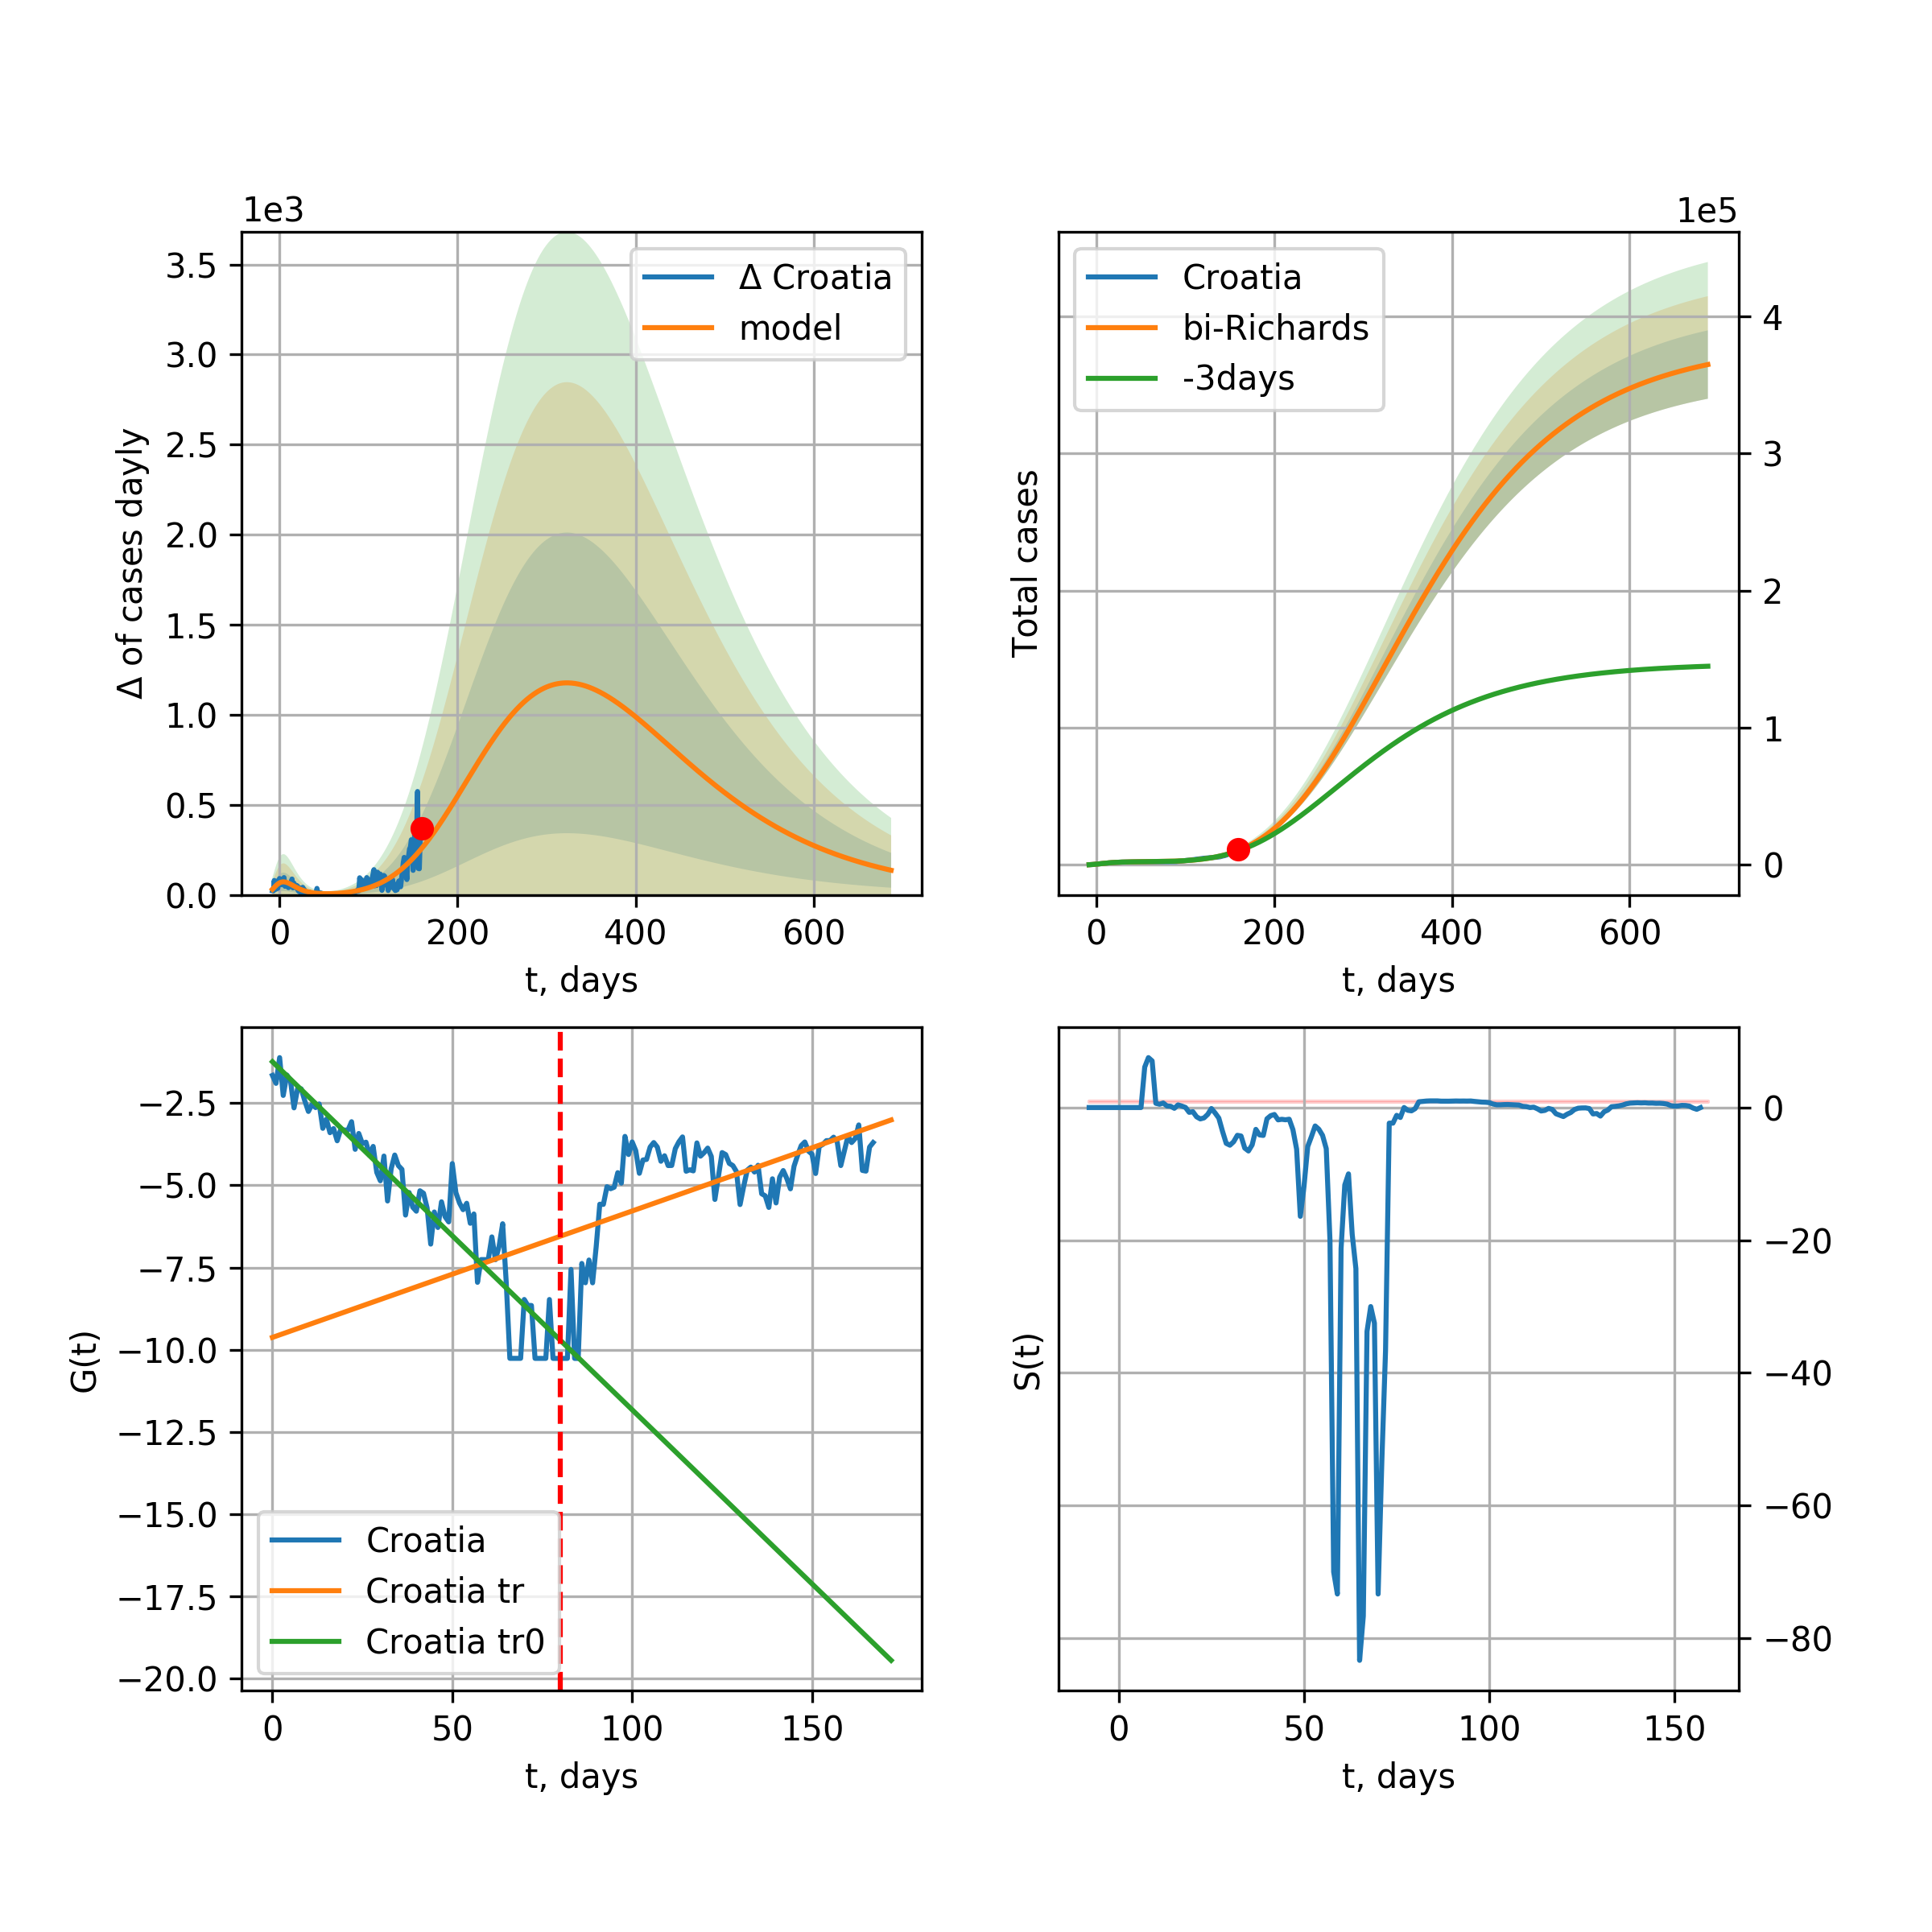 1e3
Δ of cases dayly
3.5
3.0
2.5
2.0
1.5
1.0
0.5
0.0
Δ Croatia
model
0 200 400 600
t, days
1e5
Total cases
Croatia
bi-Richards
-3days
4
3
2
1
0
0 200 400 600
t, days
G(t)
−2.5
−5.0
−7.5
−10.0
−12.5
−15.0
−17.5
−20.0
Croatia
Croatia tr
Croatia tr0
0 50 100 150
t, days
S(t)
0
−20
−40
−60
−80
0 50 100 150
t, days